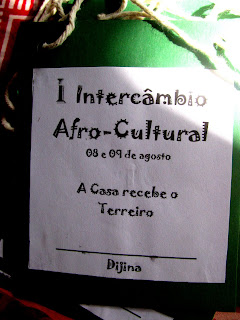 I Intercâmbio
Afro-Cultural
08 e 09 de agosto
A Casa recebe o
Terreiro
Dijina